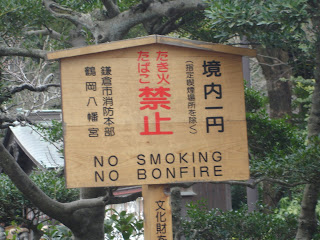 境内一円
(指定喫煙場所を除く)
たき火
たばこ
禁止
鎌倉市消防本部
鶴岡八幡宮
NO SMOKING
NO BONFIRE
文化財